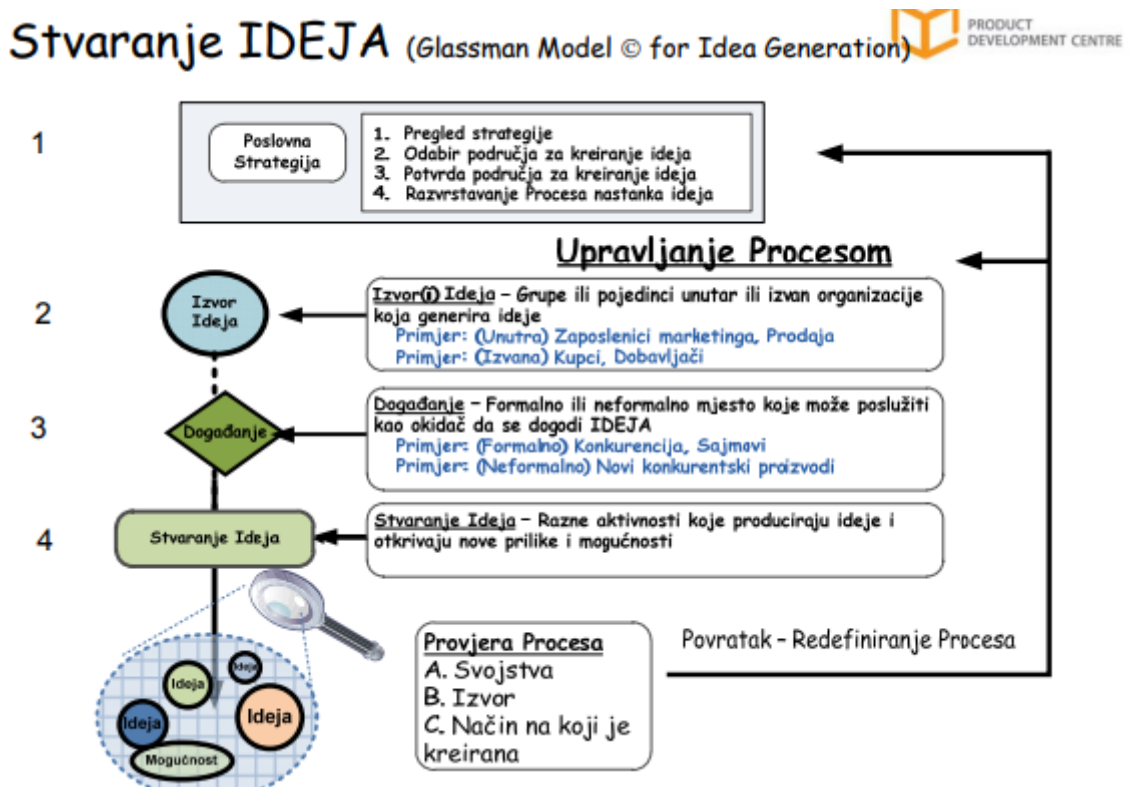 Stvaranje IDEJA (Glassman Model © for Idea Generation)
PRODUCT
DEVELOPMENT CENTRE
1
Poslovna
Strategija
1. Pregled strategije
2. Odabir područja za kreiranje ideja
3. Potvrda područja za kreiranje ideja
4. Razvrstavanje Procesa nastanka ideja
Upravljanje Procesom
2
Izvor
Ideja
Izvor(i) Ideja – Grupe ili pojedinci unutar ili izvan organizacije
koja generira ideje
Primjer: (Unutra) Zaposlenici marketinga, Prodaja
Primjer: (Izvana) Kupci, Dobavljači
3
Događanje
Događanje – Formalno ili neformalno mjesto koje može poslužiti
kao okidač da se dogodi IDEJA
Primjer: (Formalno) Konkurencija, Sajmovi
Primjer: (Neformalno) Novi konkurentski proizvodi
4
Stvaranje Ideja
Stvaranje Ideja – Razne aktivnosti koje produciraju ideje i
otkrivaju nove prilike i mogućnosti
Ideja
Ideja
Ideja
Ideja
Mogućnost
Provjera Procesa
A. Svojstva
B. Izvor
C. Način na koji je
kreirana
Povratak – Redefiniranje Procesa